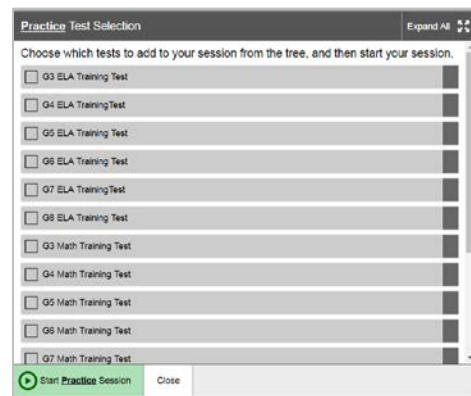 Practice Test Selection
Expand All
Choose which tests to add to your session from the tree, and then start your session.
G3 ELA Training Test
G4 ELA TrainingTest
G5 ELA Training Test
G6 ELA Training Test
G7 ELA TrainingTest
G8 ELA Training Test
G3 Math Training Test
G4 Math Training Test
G5 Math Training Test
G6 Math Training Test
G7 Math Training Test
Start Practice Session
Close